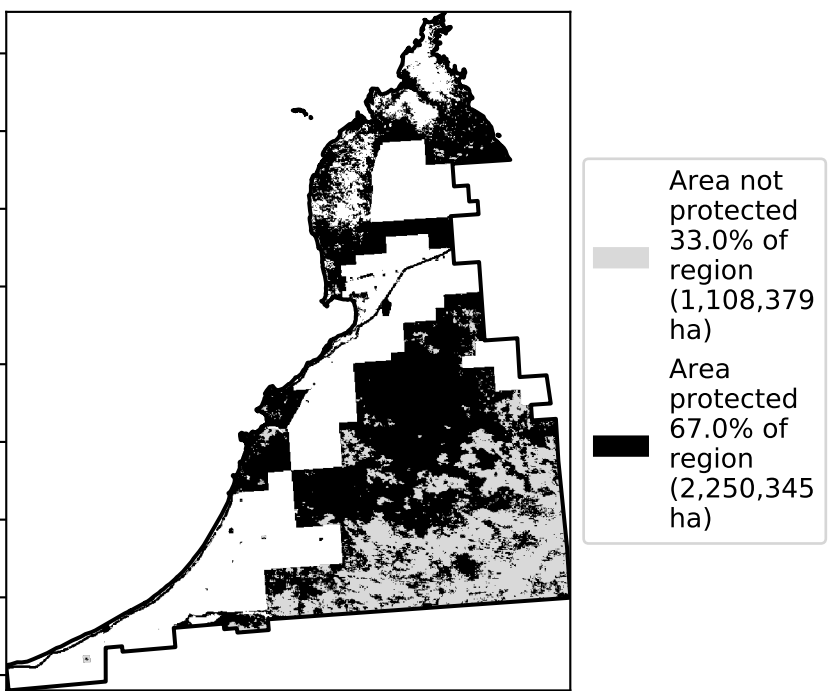 Area not
protected
33.0% of
region
(1,108,379
ha)
Area
protected
67.0% of
region
(2,250,345
ha)